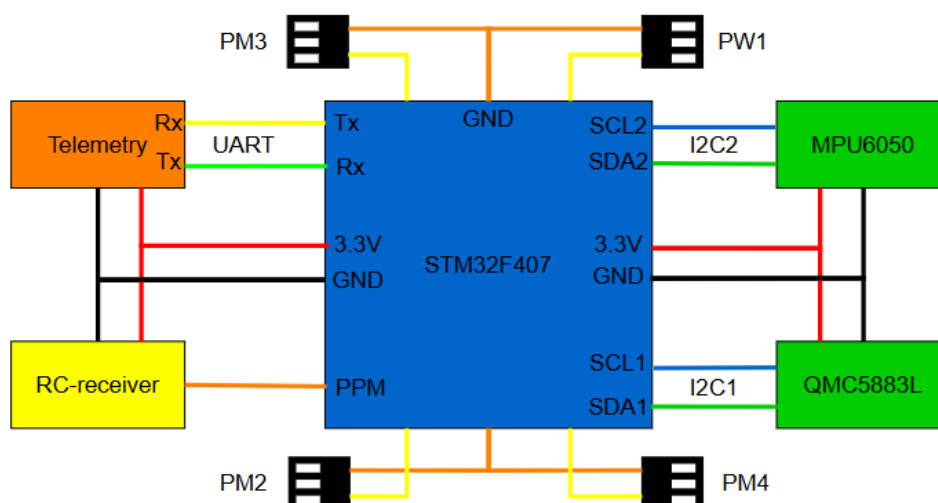 PM3
PW1
Telemetry
Rx
Tx
UART
Tx
Rx
GND
SCL2
SDA2
I2C2
MPU6050
3.3V
GND
STM32F407
3.3V
GND
RC-receiver
PPM
SCL1
SDA1
I2C1
QMC5883L
PM2
PM4